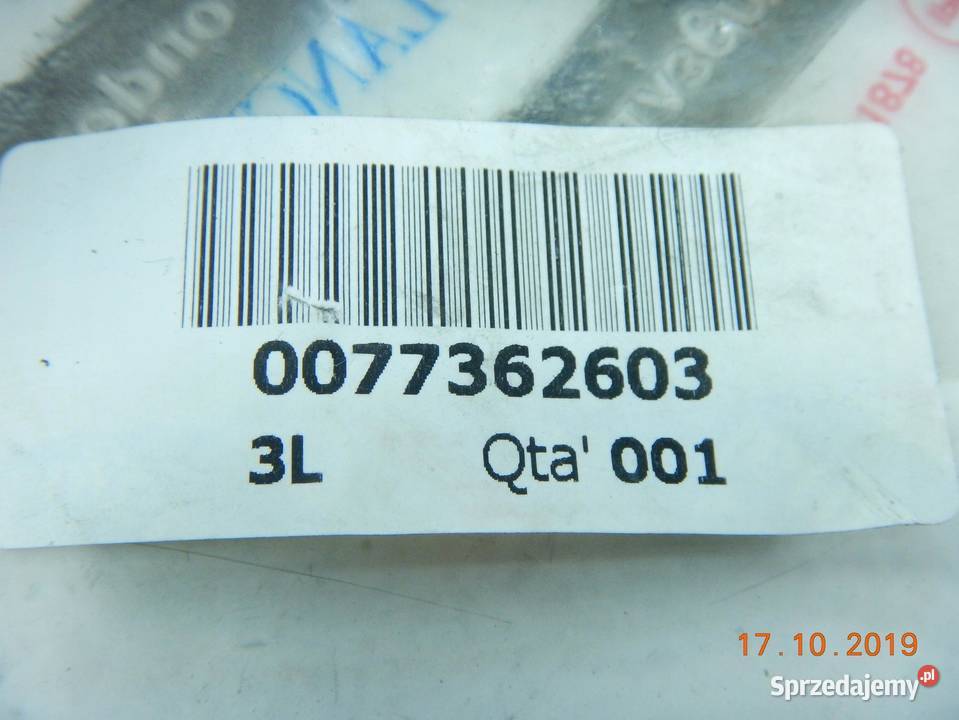 0077362603
3L Qta' 001
17.10.2019
Sprzedajemy.pl